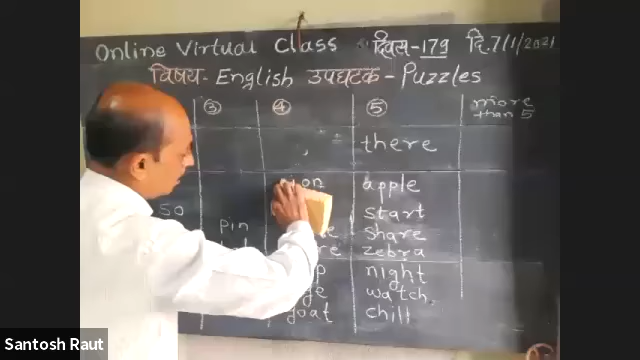 Online Virtual Class दिवस-179 दि.7/1/2021
विषय- English उपघटक - Puzzles
③ ④ ⑤ more than 5
there
apple
so start
pin share
zebra
night
watch.
goat chill
Santosh Raut